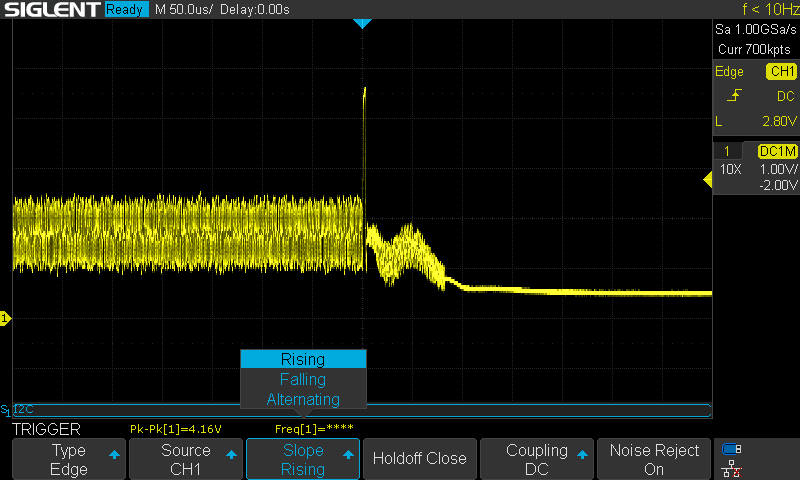 SIGLENT Ready M 50.0us/ Delay:0.00s f < 10Hz
Sa 1.00GSa/s
Curr 700kpts
Edge CH1
DC
L 2.80V
1 DC1M
10X 1.00V/
-2.00V
1
Rising
Falling
Alternating
S1 I2C
TRIGGER Pk-Pk[1]=4.16V Freq[1]=****
Type
Edge
Source
CH1
Slope
Rising
Holdoff Close
Coupling
DC
Noise Reject
On